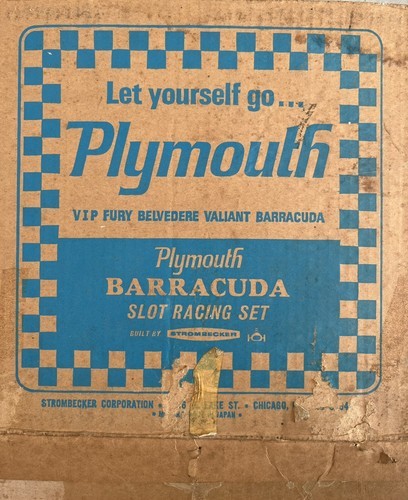 Let yourself go...
Plymouth
VIP FURY BELVEDERE VALIANT BARRACUDA
Plymouth
BARRACUDA
SLOT RACING SET
BUILT BY STROMBECKER
STROMBECKER CORPORATION • ST. • CHICAGO,
JAPAN •